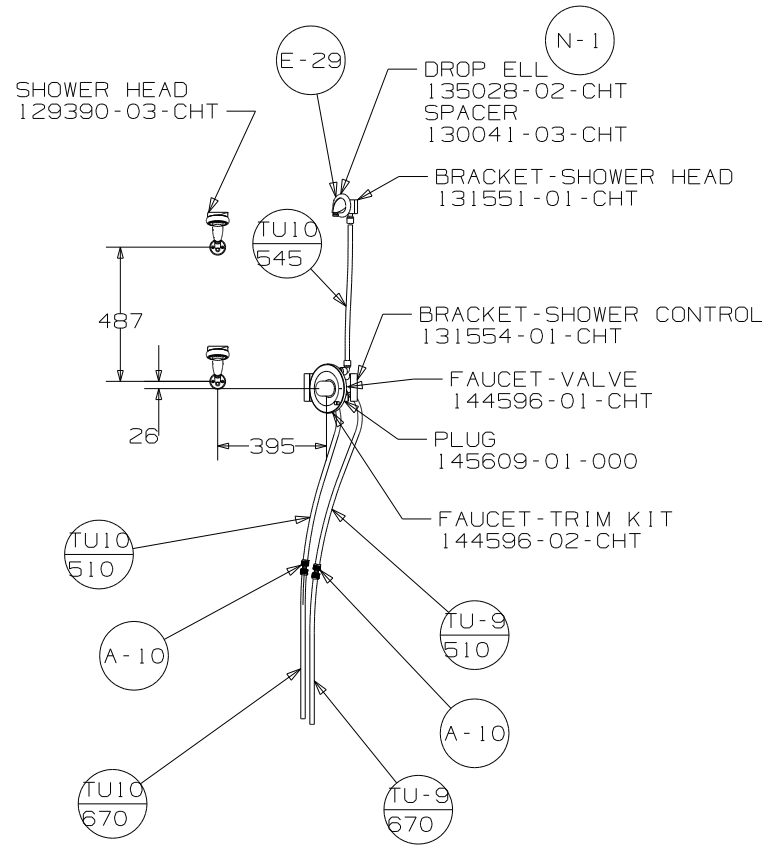 N-1
E-29
DROP ELL
135028-02-CHT
SPACER
130041-03-CHT
SHOWER HEAD
129390-03-CHT
BRACKET-SHOWER HEAD
131551-01-CHT
TU10
545
487
BRACKET-SHOWER CONTROL
131554-01-CHT
FAUCET-VALVE
144596-01-CHT
26
395
PLUG
145609-01-000
FAUCET-TRIM KIT
144596-02-CHT
TU10
510
TU-9
510
A-10
A-10
TU10
670
TU-9
670